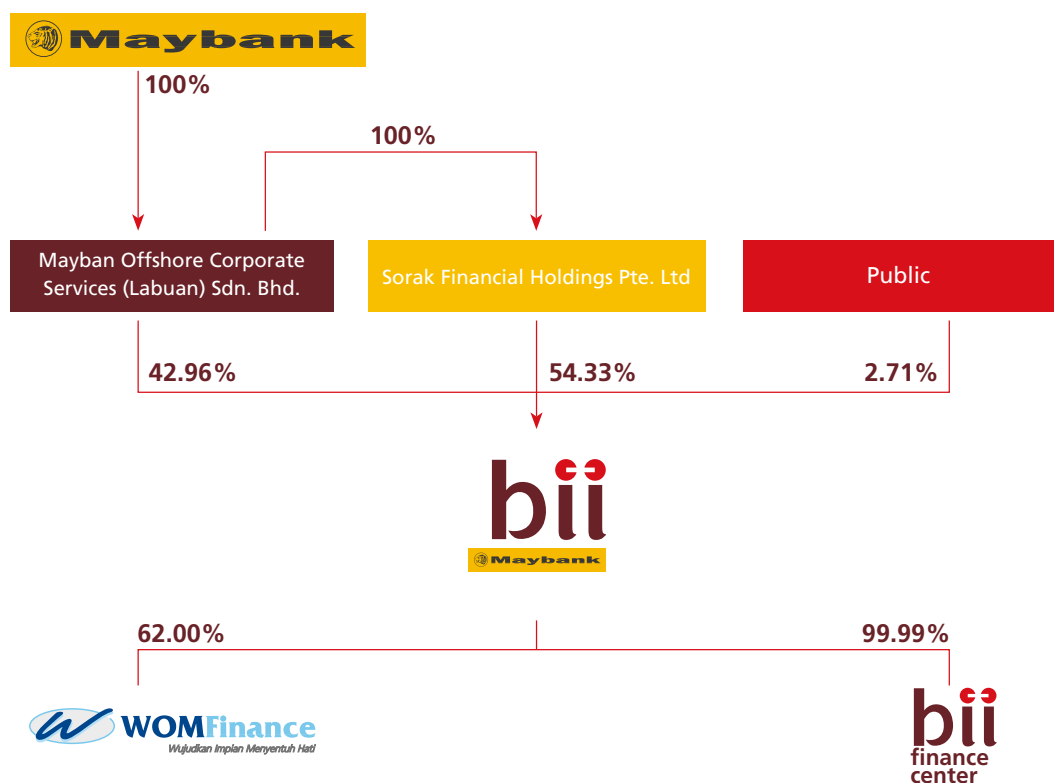 Maybank
100%
100%
Mayban Offshore Corporate
Services (Labuan) Sdn. Bhd.
Sorak Financial Holdings Pte. Ltd
Public
42.96%
54.33%
2.71%
bii
Maybank
62.00%
99.99%
WOMFinance
Wujudkan Impian Menyentuh Hati
bii
finance
center